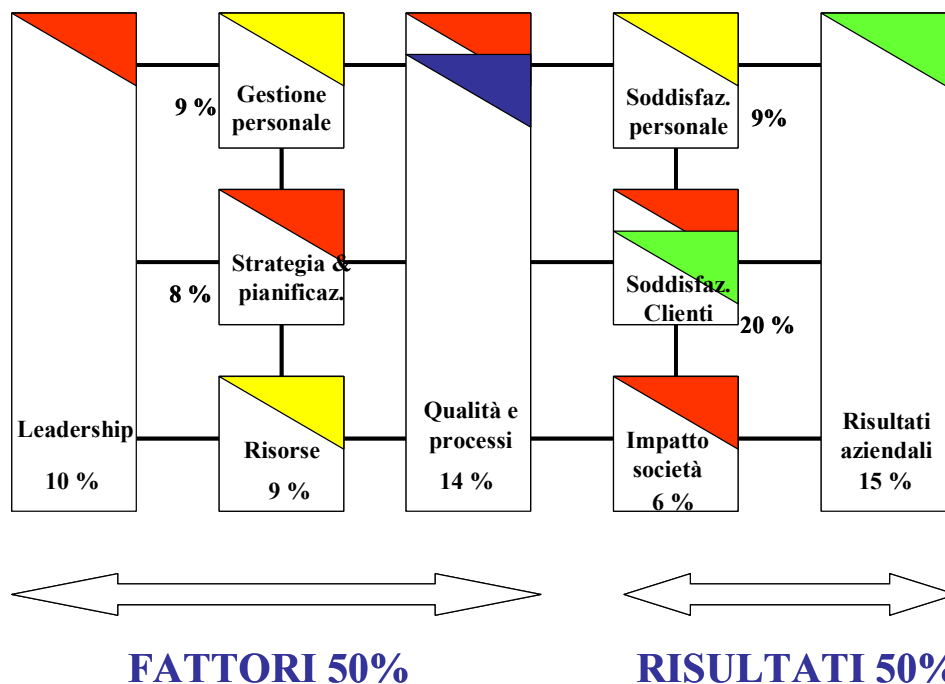 Gestione
personale
9 %
Soddisfaz.
personale
9%
Strategia &
pianificaz.
8 %
Soddisfaz.
Clienti
20 %
Leadership
10 %
Risorse
9 %
Qualità e
processi
14 %
Impatto
società
6 %
Risultati
aziendali
15 %
FATTORI 50%
RISULTATI 50%